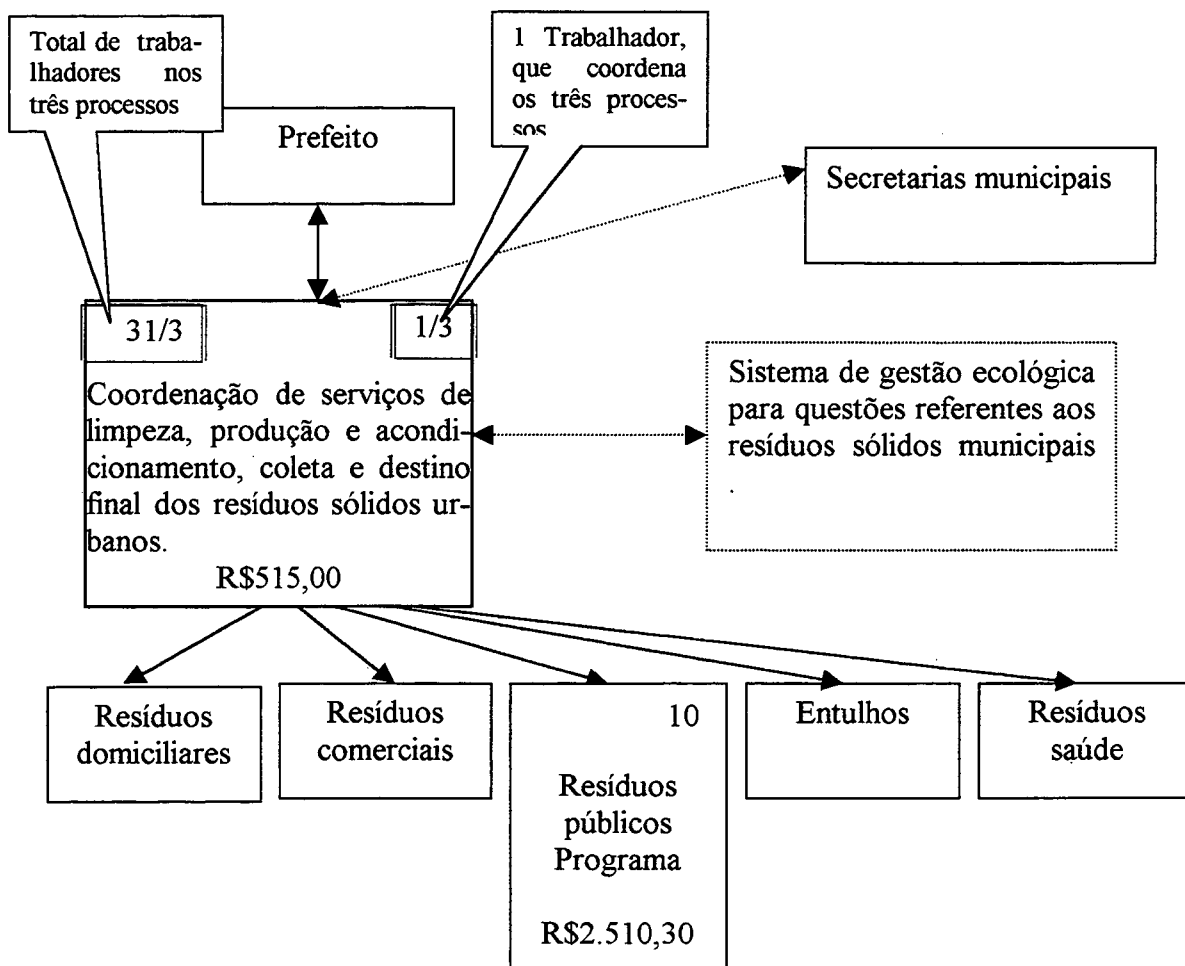 Total de traba-
lhadores nos
três processos
1 Trabalhador,
que coordena
os três proces-
sos
Prefeito
Secretarias municipais
31/3
1/3
Coordenação de serviços de
limpeza, produção e acondi-
cionamento, coleta e destino
final dos resíduos sólidos ur-
banos.
R$515,00
Sistema de gestão ecológica
para questões referentes aos
resíduos sólidos municipais
.
Resíduos
domiciliares
Resíduos
comerciais
10
Resíduos
públicos
Programa
R$2.510,30
Entulhos
Resíduos
saúde